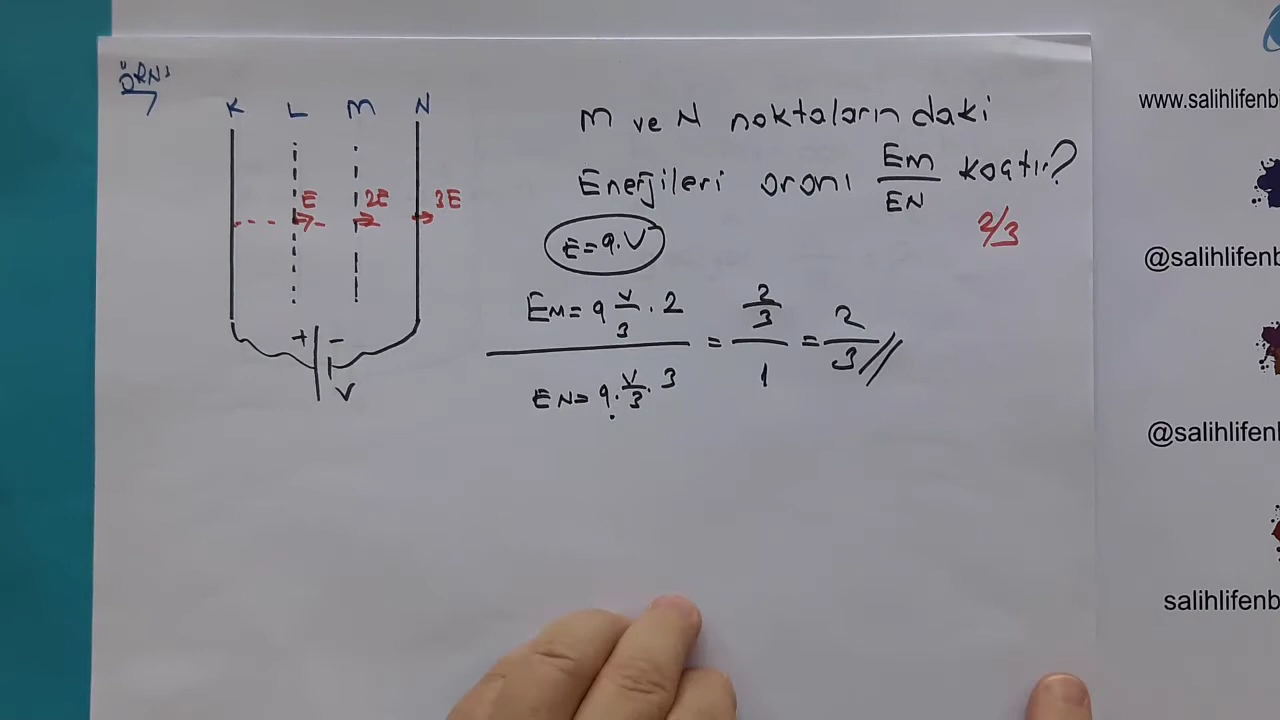 ÖRN:
K L M N
E 2E 3E
+ -
V
M ve N noktalarındaki
Enerjileri oranı EM/EN kaçtır?
2/3
E=q.V
EM= q V/3 . 2
= 2/3 / 1 = 2/3 //
EN= q. V/3 . 3
www.salihlifenb
@salihlifenb
@salihlifenl
salihlifenb